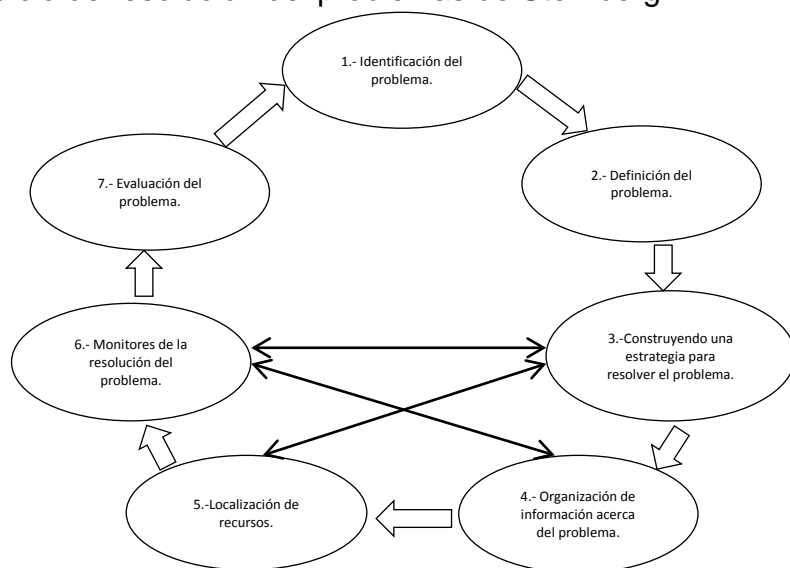 1.- Identificación del
problema.
2.- Definición del
problema.
3.-Construyendo una
estrategia para
resolver el problema.
4.- Organización de
información acerca
del problema.
5.-Localización de
recursos.
6.- Monitores de la
resolución del
problema.
7.- Evaluación del
problema.